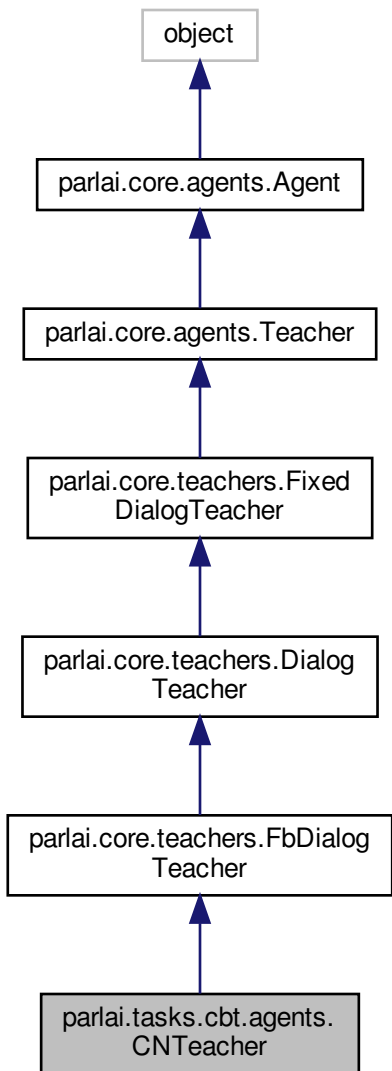 object
parlai.core.agents.Agent
parlai.core.agents.Teacher
parlai.core.teachers.Fixed
DialogTeacher
parlai.core.teachers.Dialog
Teacher
parlai.core.teachers.FbDialog
Teacher
parlai.tasks.cbt.agents.
CNTeacher